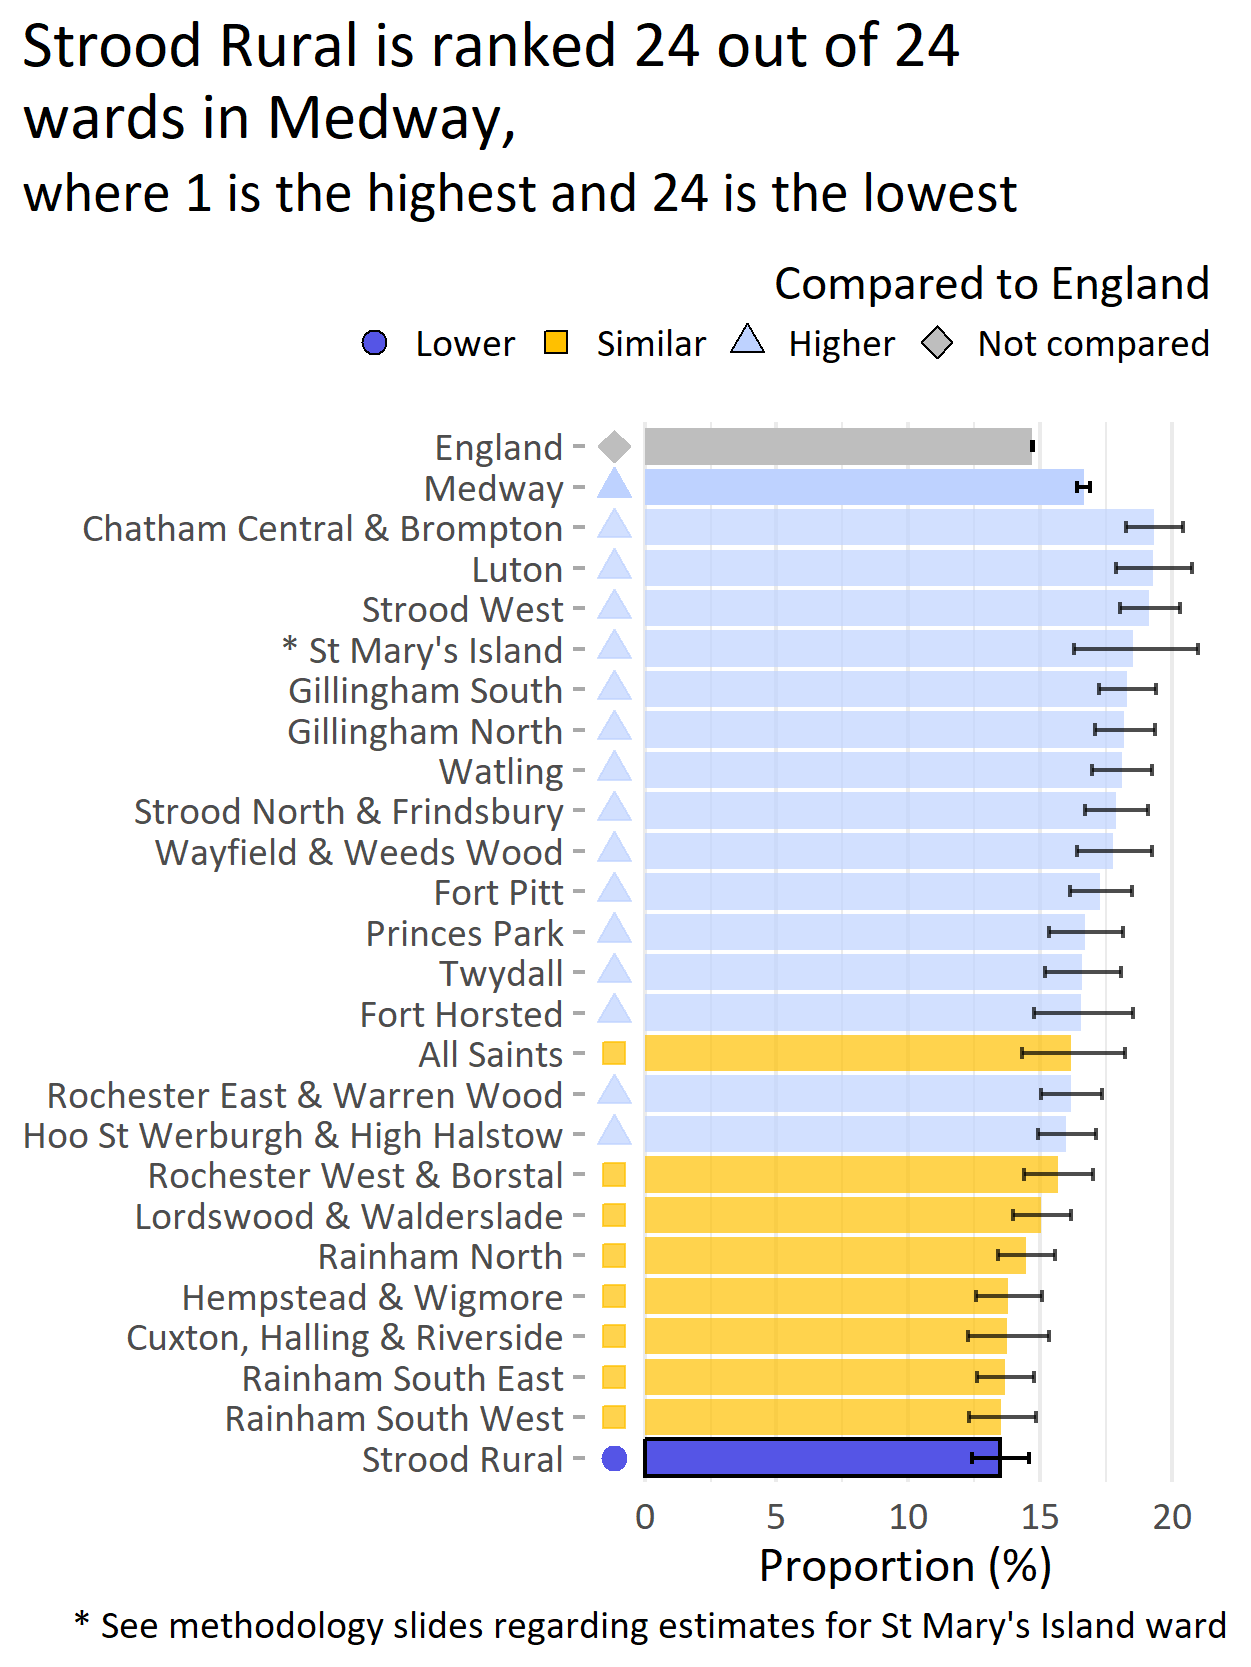 Strood Rural is ranked 24 out of 24
wards in Medway,
where 1 is the highest and 24 is the lowest
Compared to England
Lower Similar Higher Not compared
England
Medway
Chatham Central & Brompton
Luton
Strood West
* St Mary's Island
Gillingham South
Gillingham North
Watling
Strood North & Frindsbury
Wayfield & Weeds Wood
Fort Pitt
Princes Park
Twydall
Fort Horsted
All Saints
Rochester East & Warren Wood
Hoo St Werburgh & High Halstow
Rochester West & Borstal
Lordswood & Walderslade
Rainham North
Hempstead & Wigmore
Cuxton, Halling & Riverside
Rainham South East
Rainham South West
Strood Rural
0 5 10 15 20
Proportion (%)
* See methodology slides regarding estimates for St Mary's Island ward